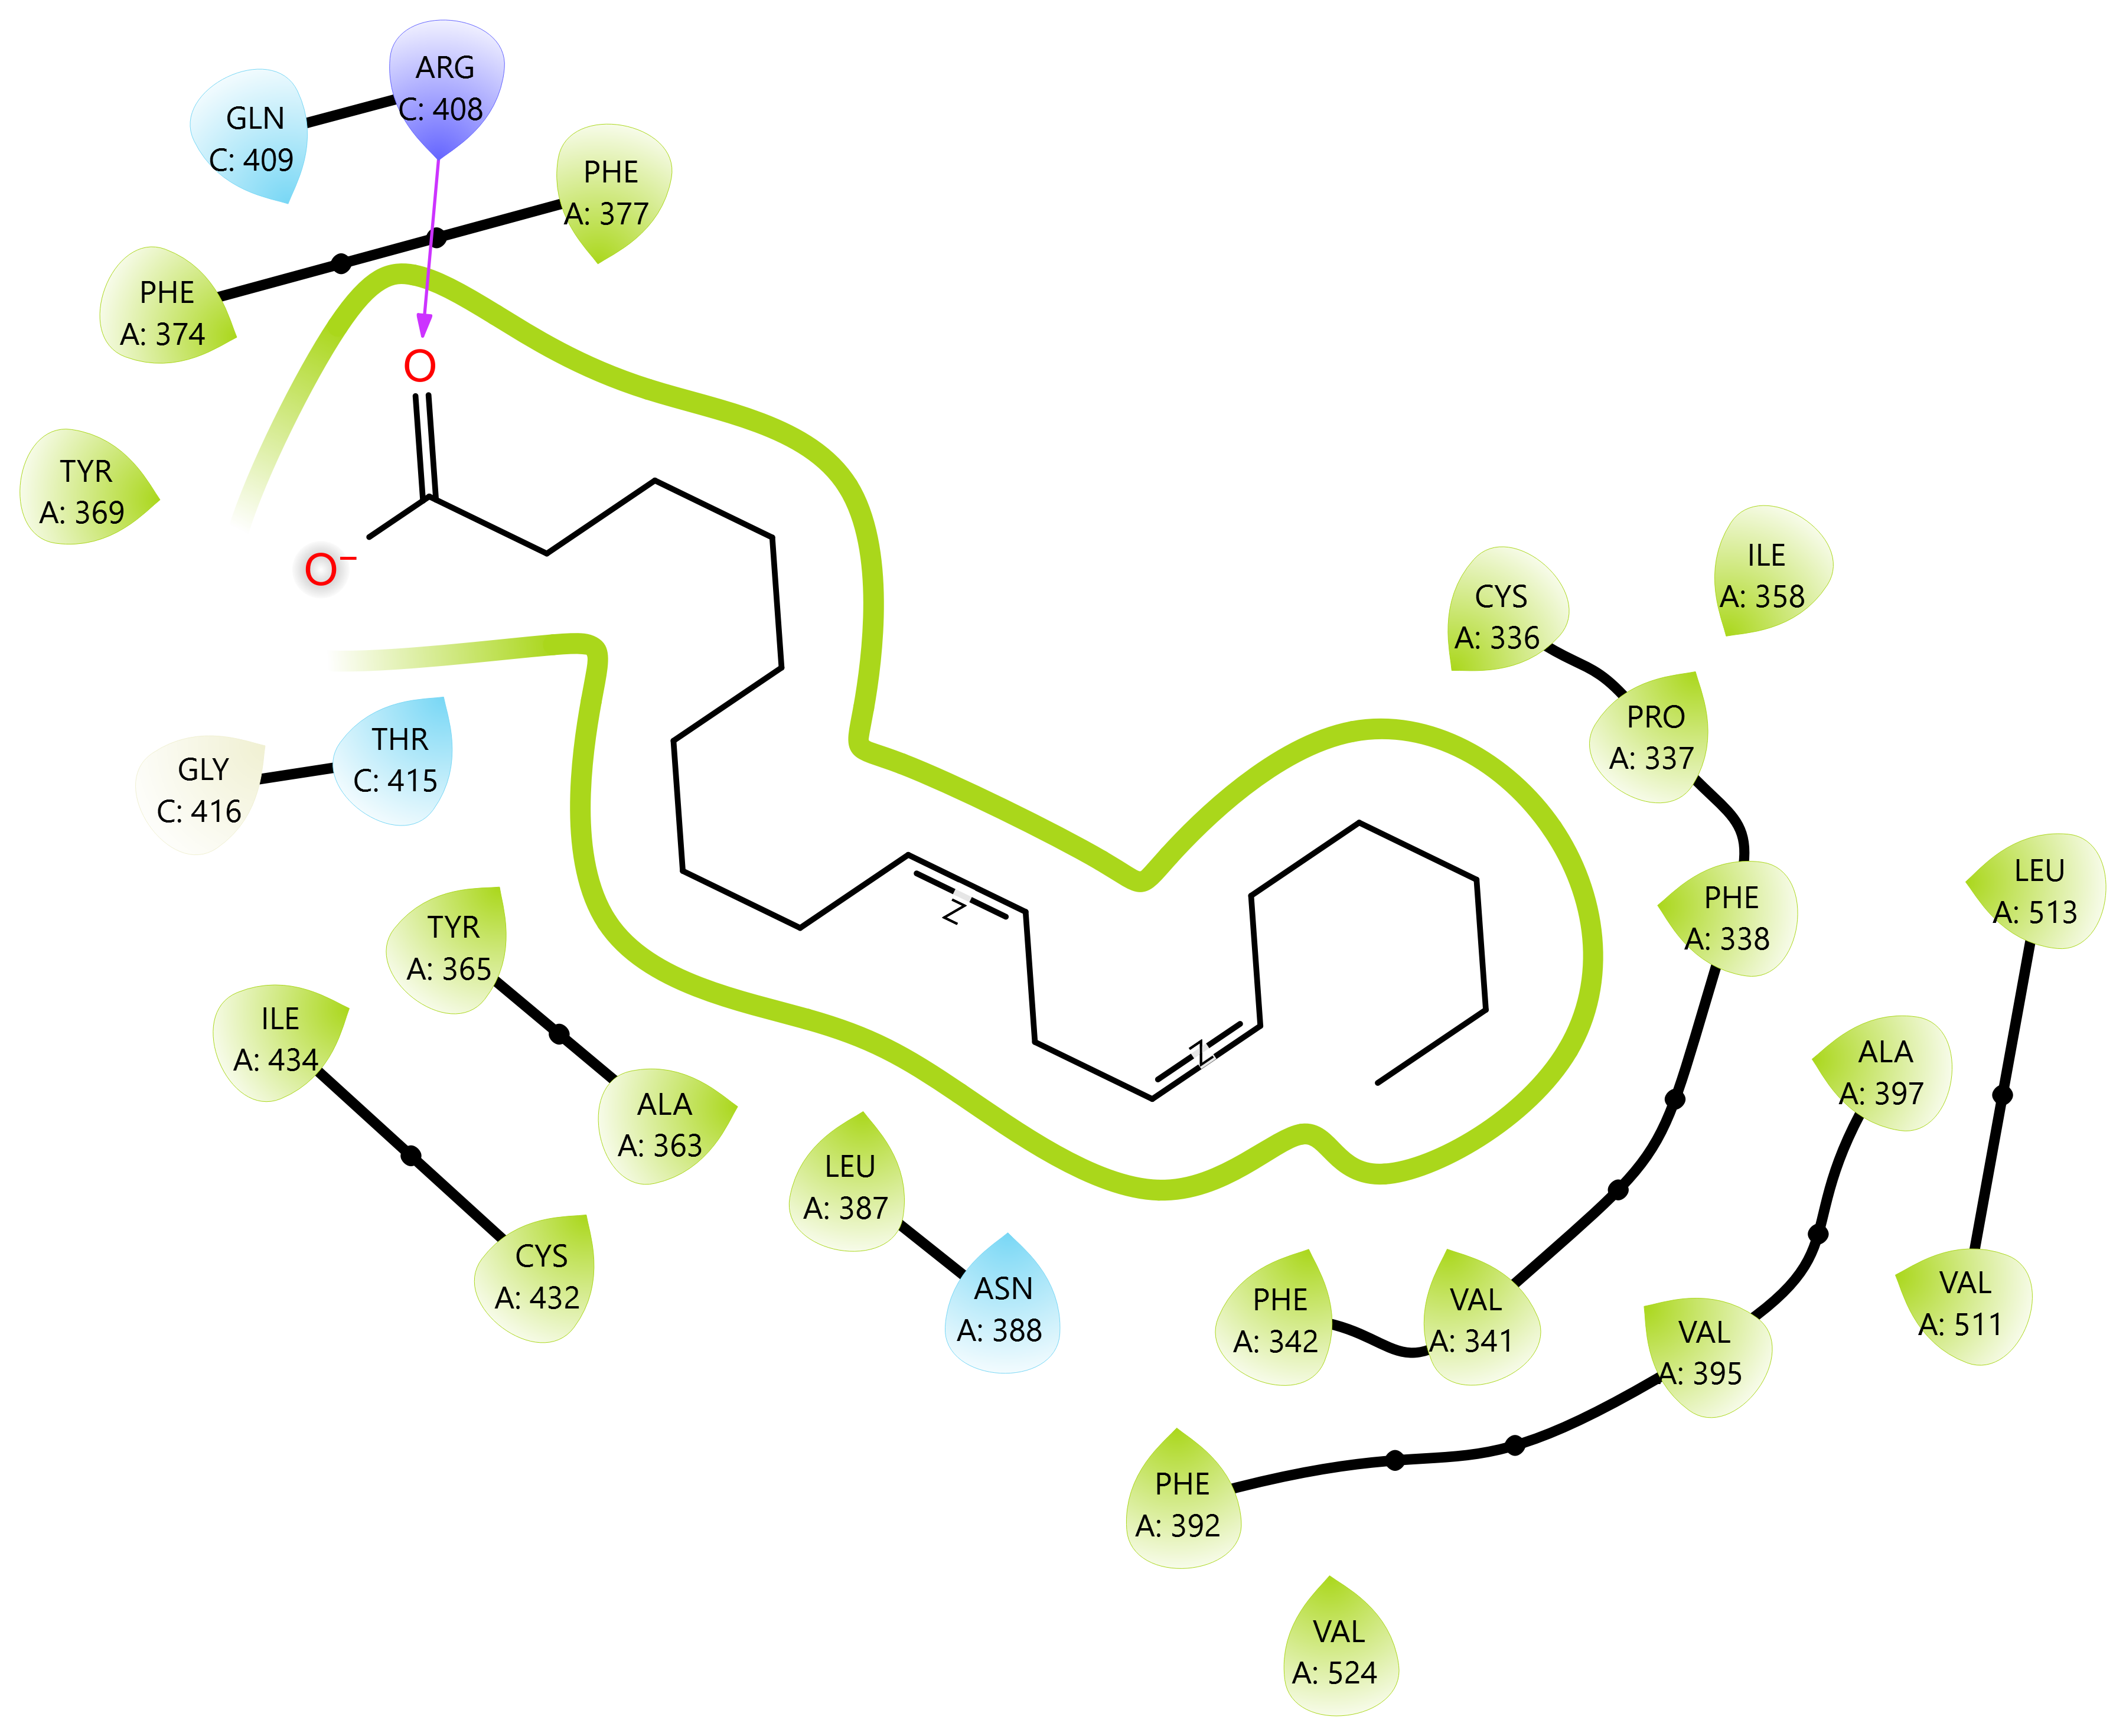 ARG
C: 408
GLN
C: 409
PHE
A: 377
PHE
A: 374
O
TYR
A: 369
O−
ILE
A: 358
CYS
A: 336
PRO
A: 337
THR
C: 415
GLY
C: 416
LEU
A: 513
PHE
A: 338
Z
TYR
A: 365
ILE
A: 434
Z
ALA
A: 397
ALA
A: 363
LEU
A: 387
CYS
A: 432
ASN
A: 388
PHE
A: 342
VAL
A: 341
VAL
A: 511
VAL
A: 395
PHE
A: 392
VAL
A: 524